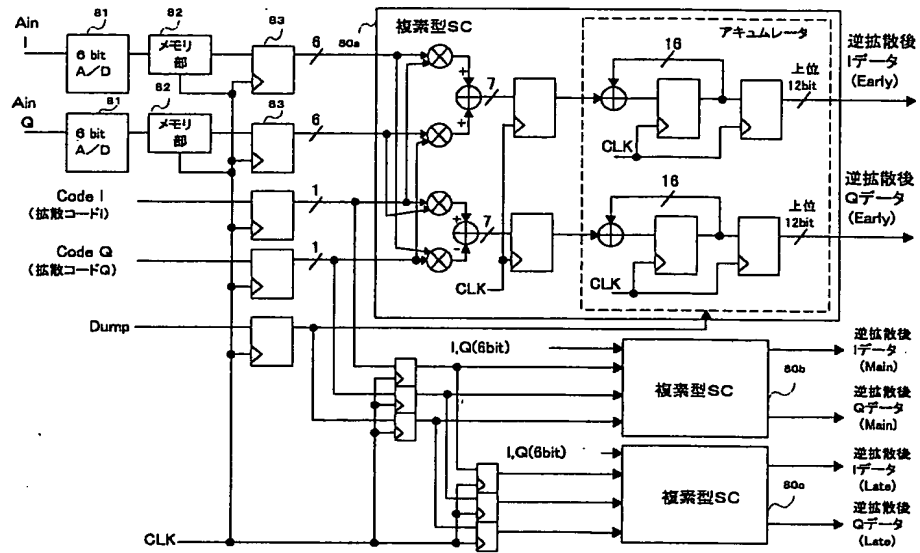 Ain
I
81
6 bit
A/D
82
メモリ
部
83
6
80a
複素型SC
アキュムレータ
16
上位
12bit
逆拡散後
Iデータ
(Early)
+
+
7
CLK
Ain
Q
81
6 bit
A/D
82
メモリ
部
83
6
Code I
(拡散コードI)
1
Code Q
(拡散コードQ)
1
+
-
7
CLK
16
上位
12bit
CLK
逆拡散後
Qデータ
(Early)
Dump
I,Q(6bit)
複素型SC
80b
逆拡散後
Iデータ
(Main)
逆拡散後
Qデータ
(Main)
I,Q(6bit)
複素型SC
80c
逆拡散後
Iデータ
(Late)
逆拡散後
Qデータ
(Late)
CLK